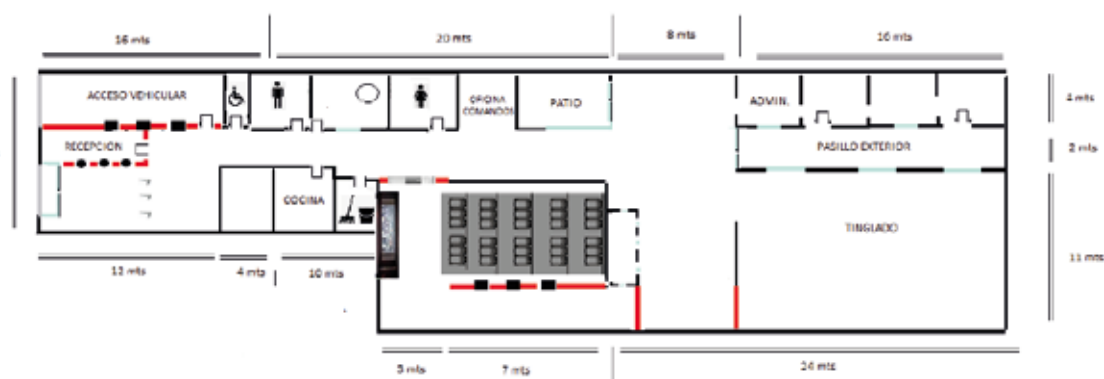 16 mts
20 mts
8 mts
16 mts
ACCESO VEHICULAR
OFICINA
COMANDOS
PATIO
ADMIN.
4 mts
RECEPCION
PASILLO EXTERIOR
2 mts
COCINA
TINGLADO
11 mts
12 mts
4 mts
10 mts
5 mts
7 mts
24 mts